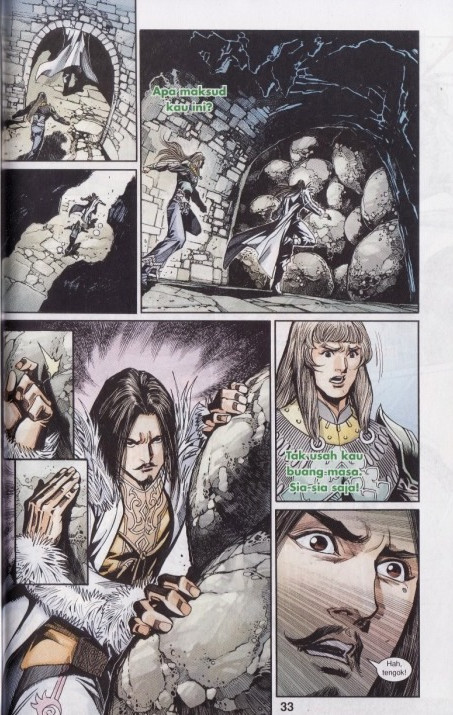 Apa maksud
kau ini?
Tak usah kau
buang masa.
Sia-sia saja!
Hah,
tengok!
33